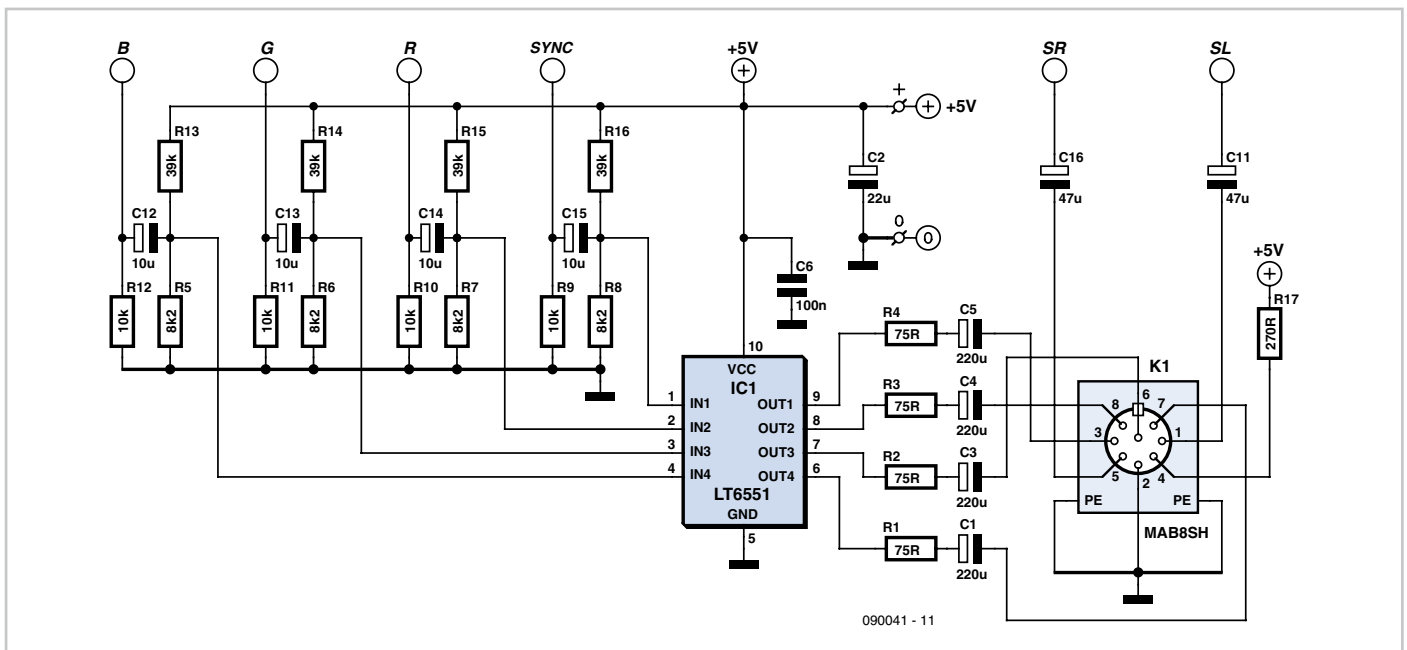 B G R SYNC +5V SR SL
+ +5V
R13 R14 R15 R16
39k 39k 39k 39k
C2 C16 C11
22u 47u 47u
C12 C13 C14 C15
10u 10u 10u 10u
0 0
+5V
C6
100n
R12 R5 R11 R6 R10 R7 R9 R8
10k 8k2 10k 8k2 10k 8k2 10k 8k2
R17
270R
R4 C5
75R 220u
10
VCC
IC1
K1
1 IN1 OUT1 9
R3 C4
75R 220u
2 IN2 OUT2 8
8 6 7
3 1
3 IN3 OUT3 7
R2 C3
75R 220u
4 IN4 OUT4 6
5 2 4
LT6551
GND
5
PE PE
MAB8SH
R1 C1
75R 220u
090041 - 11